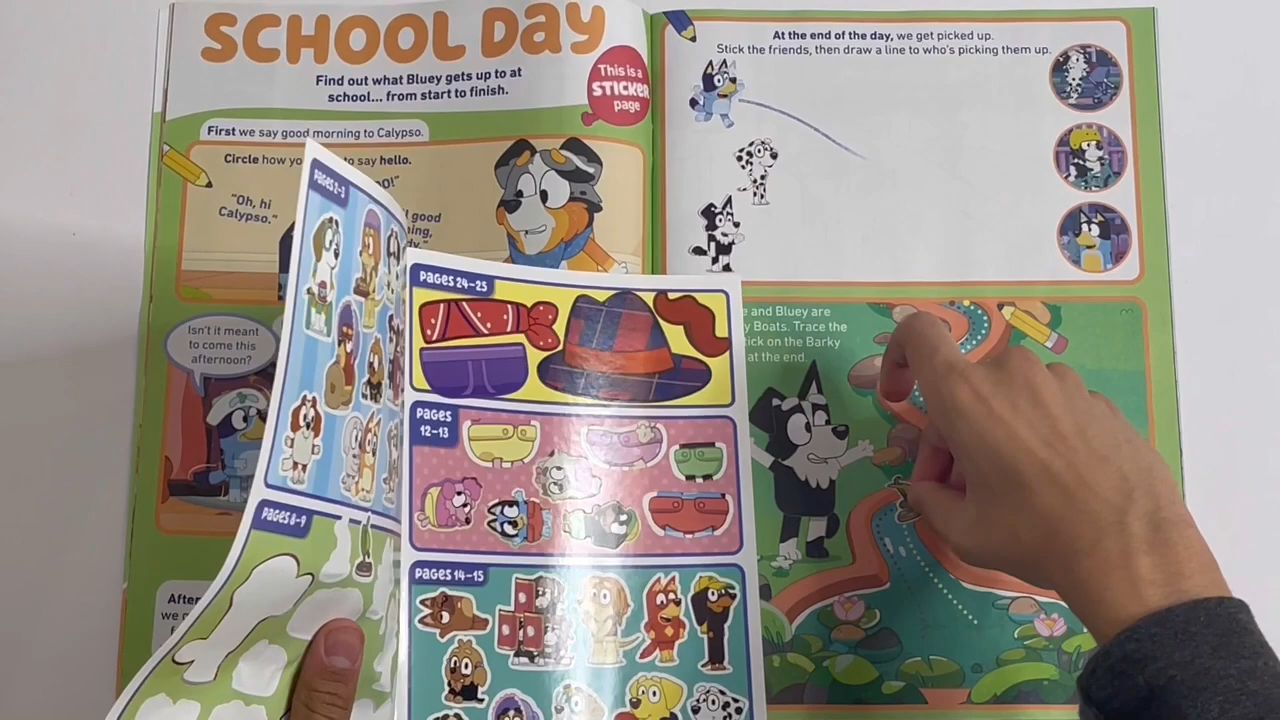 SCHOOL Day
Find out what Bluey gets up to at
school... from start to finish.
This is a
STICKER
page
First we say good morning to Calypso.
Circle how yo to say hello.
"Oh, hi
Calypso."
good
Isn't it meant
to come this
afternoon?
After
At the end of the day, we get picked up.
Stick the friends, then draw a line to who's picking them up.
e and Bluey are
y Boats. Trace the
tick on the Barky
at the end.
PAGES 2-3
PAGES 8-9
PAGES 24-25
PAGES
12-13
PAGES 14-15